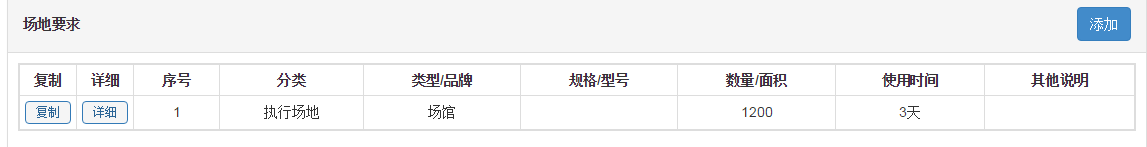 场地要求 添加
复制 详细 序号 分类 类型/品牌 规格/型号 数量/面积 使用时间 其他说明
复制 详细 1 执行场地 场馆 1200 3天